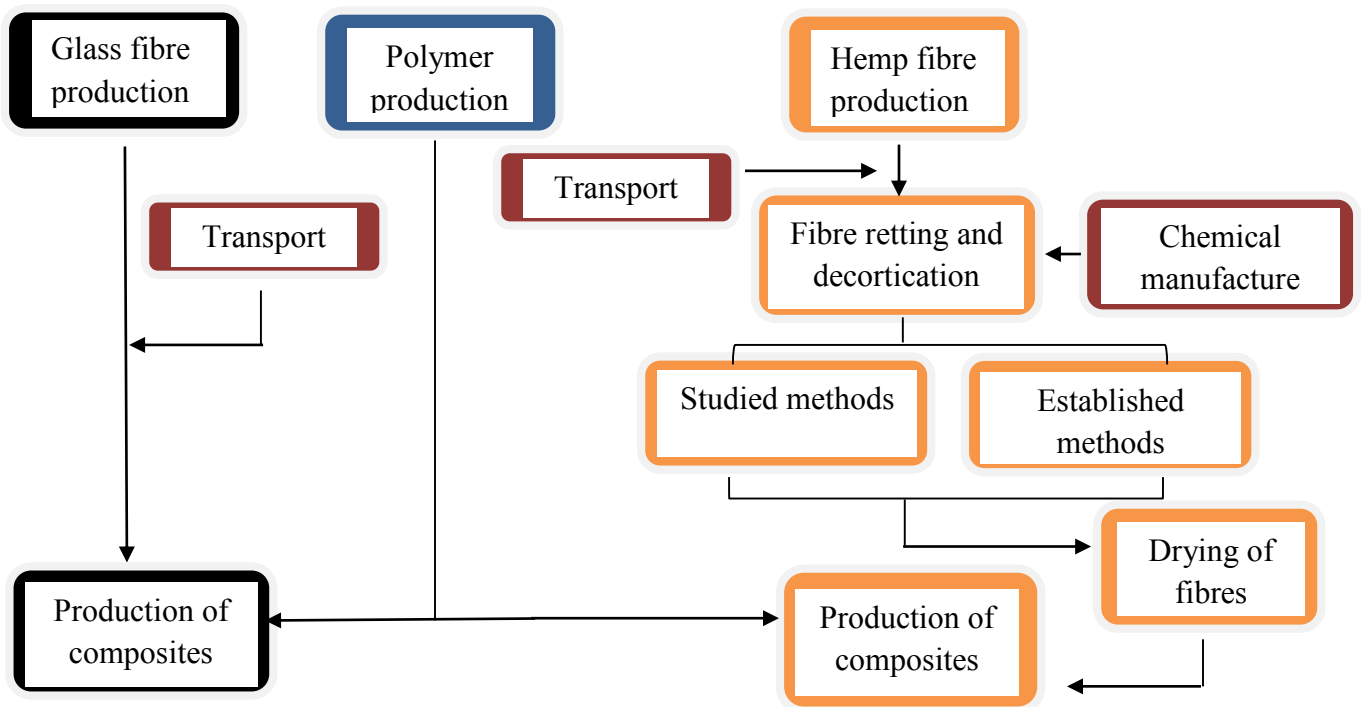 Glass fibre
production
Polymer
production
Hemp fibre
production
Transport
Transport
Fibre retting and
decortication
Chemical
manufacture
Studied methods
Established
methods
Drying of
fibres
Production of
composites
Production of
composites